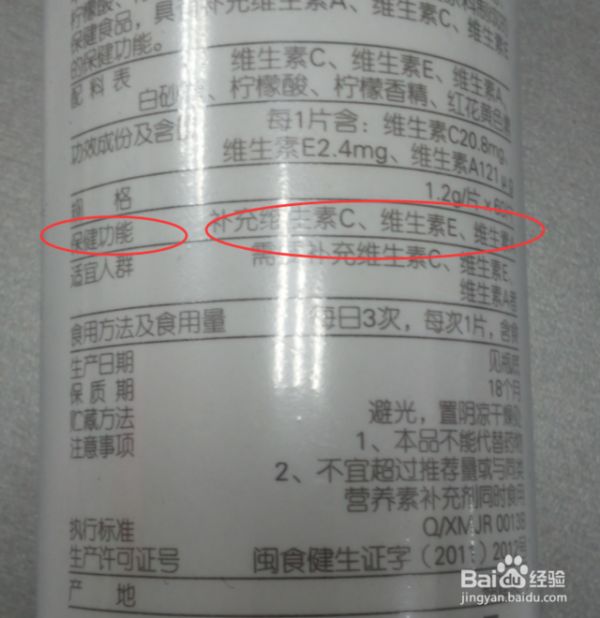 柠檬酸、
保健食品，具有补充维生素A、维生素C、维生素E
的保健功能。
配料表 维生素C、维生素E、维生素A、
白砂糖、柠檬酸、柠檬香精、红花黄色素
功效成份及含量 每1片含：维生素C20.8mg、
维生素E2.4mg、维生素A121μg
规 格 1.2g/片
保健功能 补充维生素C、维生素E、维生素
适宜人群 需要补充维生素C、维生素E、
维生素A者
食用方法及食用量 每日3次，每次1片，含食
生产日期 见瓶
保质期 18个月
贮藏方法 避光，置阴凉干燥处
注意事项 1、本品不能代替药物
2、不宜超过推荐量或与同类
营养素补充剂同时食用
执行标准 Q/XMJR 0013
生产许可证号 闽食健生证字（201
产 地
Baidu经验
jingyan.baidu.com